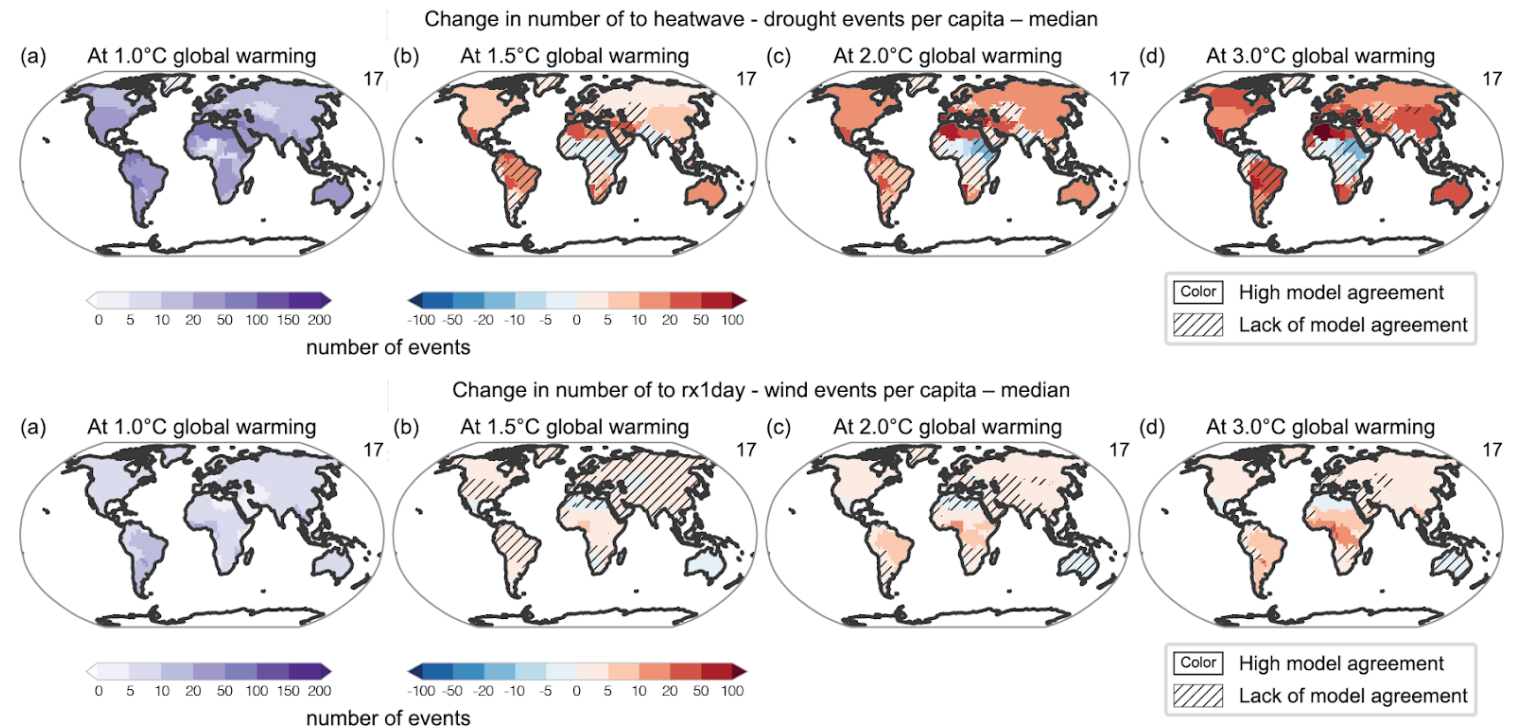 Change in number of to heatwave - drought events per capita – median
(a) At 1.0°C global warming
17
(b) At 1.5°C global warming
17
(c) At 2.0°C global warming
17
(d) At 3.0°C global warming
17
0 5 10 20 50 100 150 200
-100 -50 -20 -10 -5 0 5 10 20 50 100
number of events
Color High model agreement
Lack of model agreement
Change in number of to rx1day - wind events per capita – median
(a) At 1.0°C global warming
17
(b) At 1.5°C global warming
17
(c) At 2.0°C global warming
17
(d) At 3.0°C global warming
17
0 5 10 20 50 100 150 200
-100 -50 -20 -10 -5 0 5 10 20 50 100
number of events
Color High model agreement
Lack of model agreement